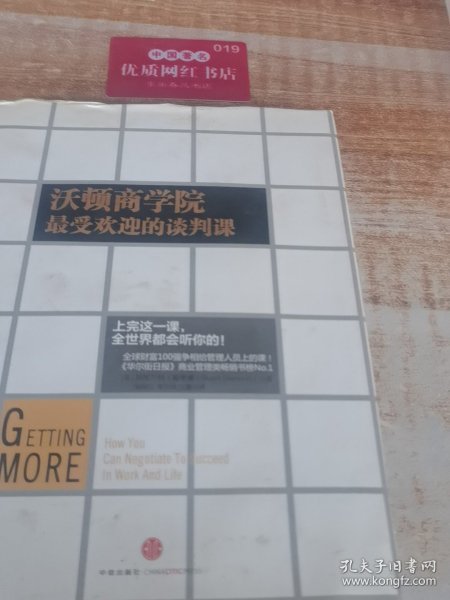 中国著名
019
优质网红书店
沃顿商学院
最受欢迎的谈判课
上完这一课，
全世界都会听你的！
全球财富100强争相给管理人员上的课！
《华尔街日报》商业管理类畅销书榜No.1
GETTING
MORE
How You
Can Negotiate To Succeed
In Work And Life
中信出版社·CHINACITICPRESS
孔夫子旧书网
www.kongfz.com